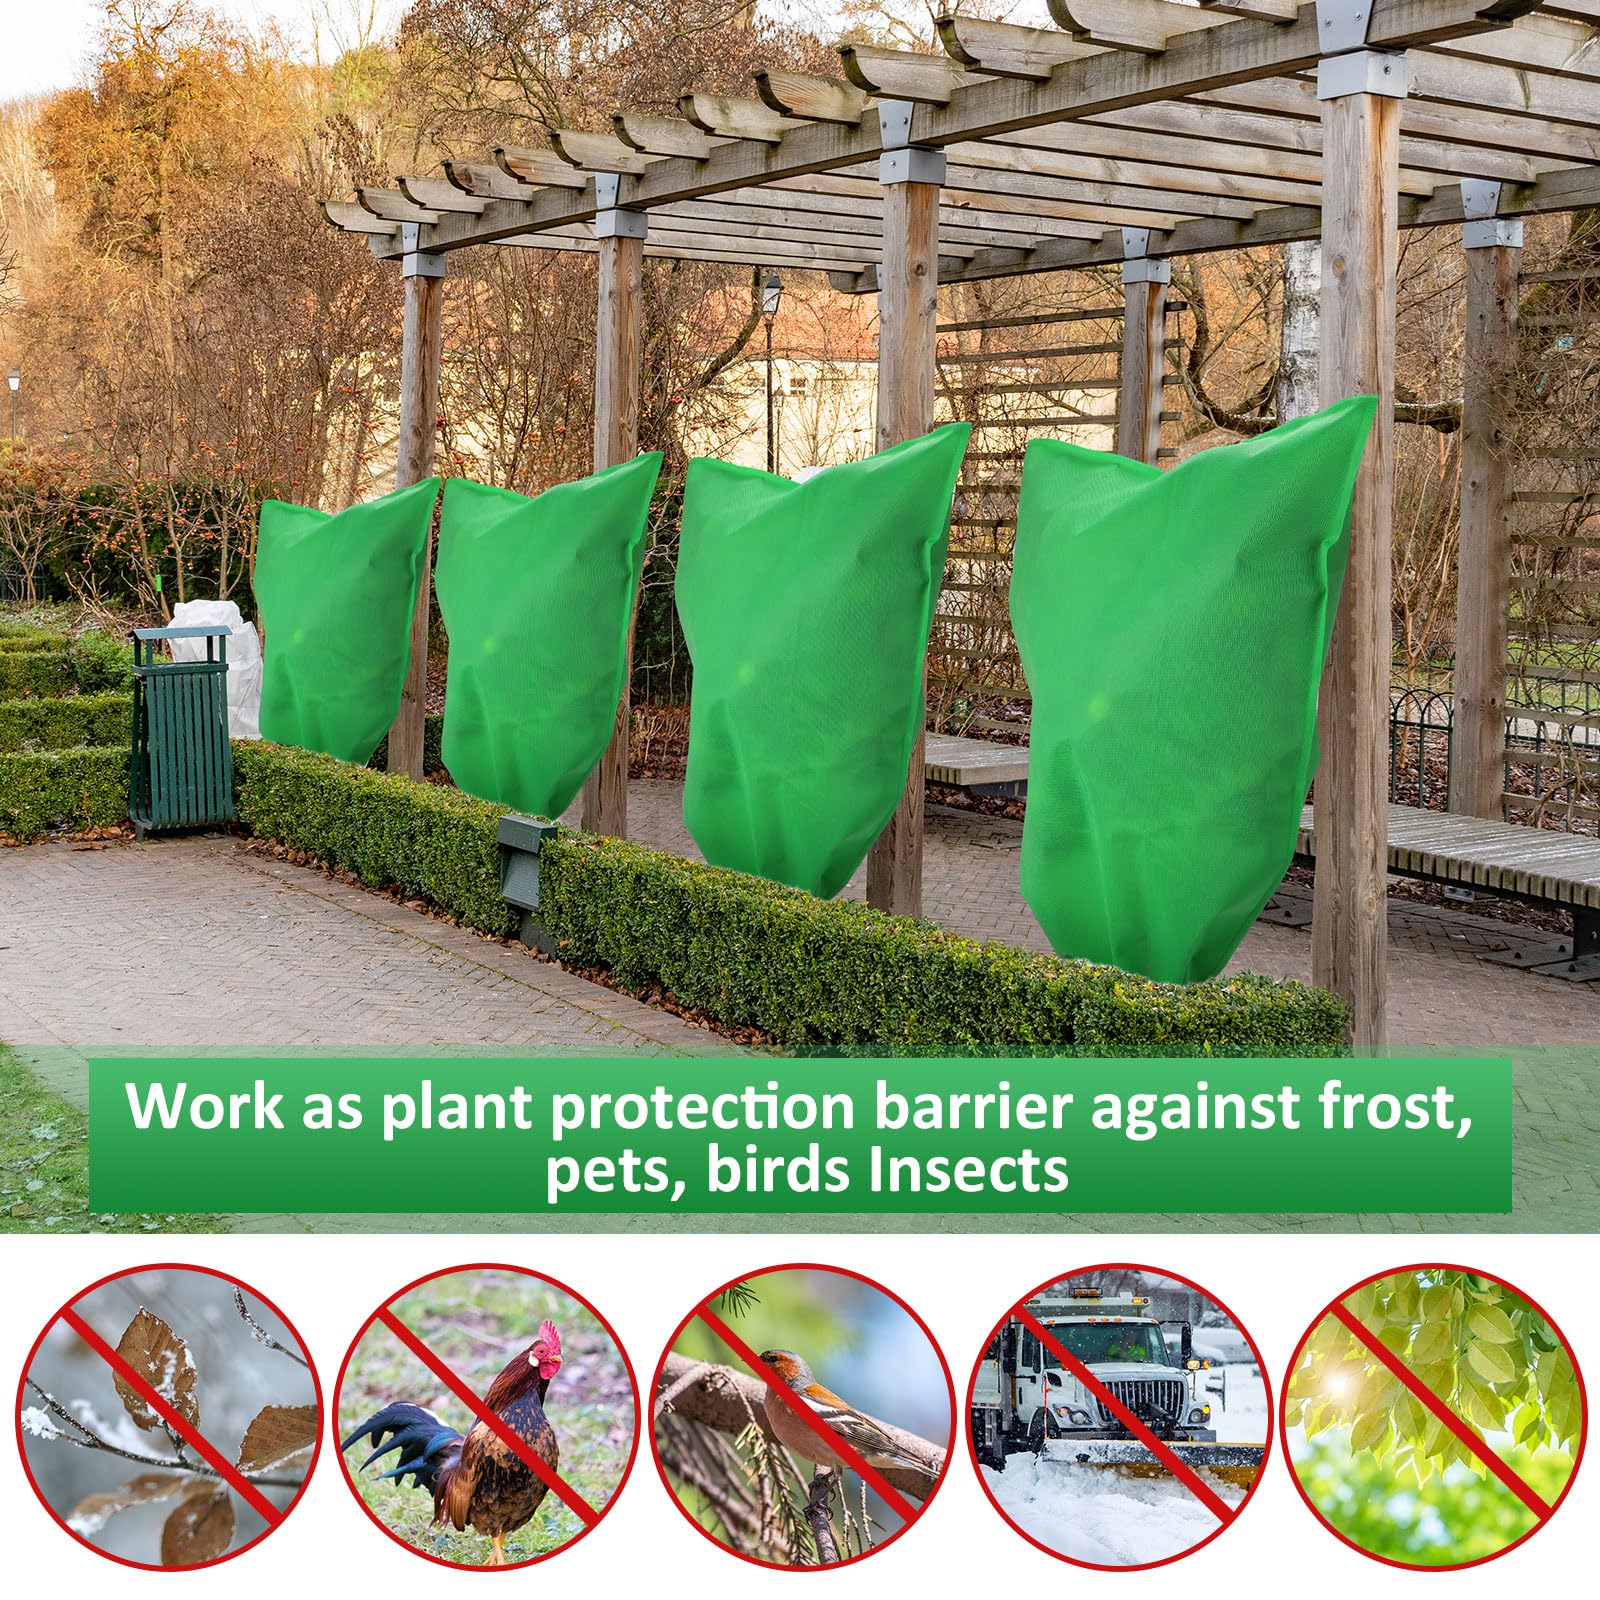 Work as plant protection barrier against frost,
pets, birds Insects